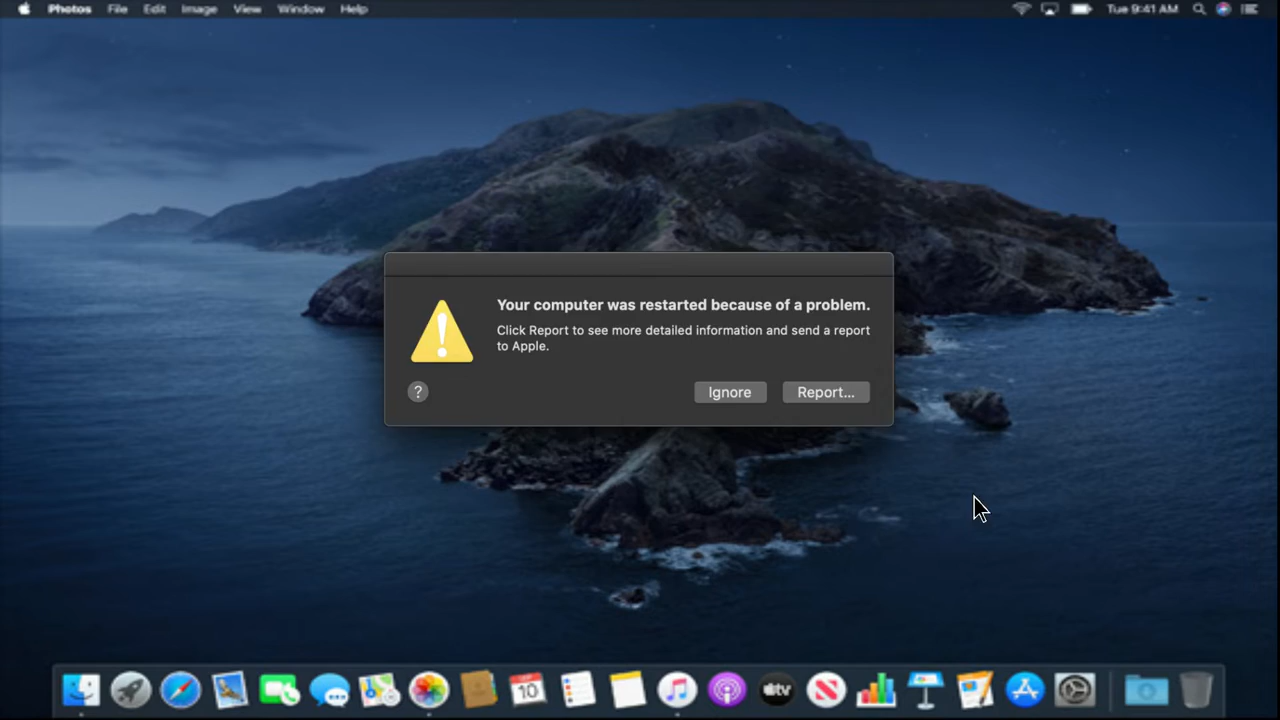 Photos File Edit Image View Window Help Tue 9:41 AM
Your computer was restarted because of a problem.
Click Report to see more detailed information and send a report
to Apple.
? Ignore Report...
10 tv